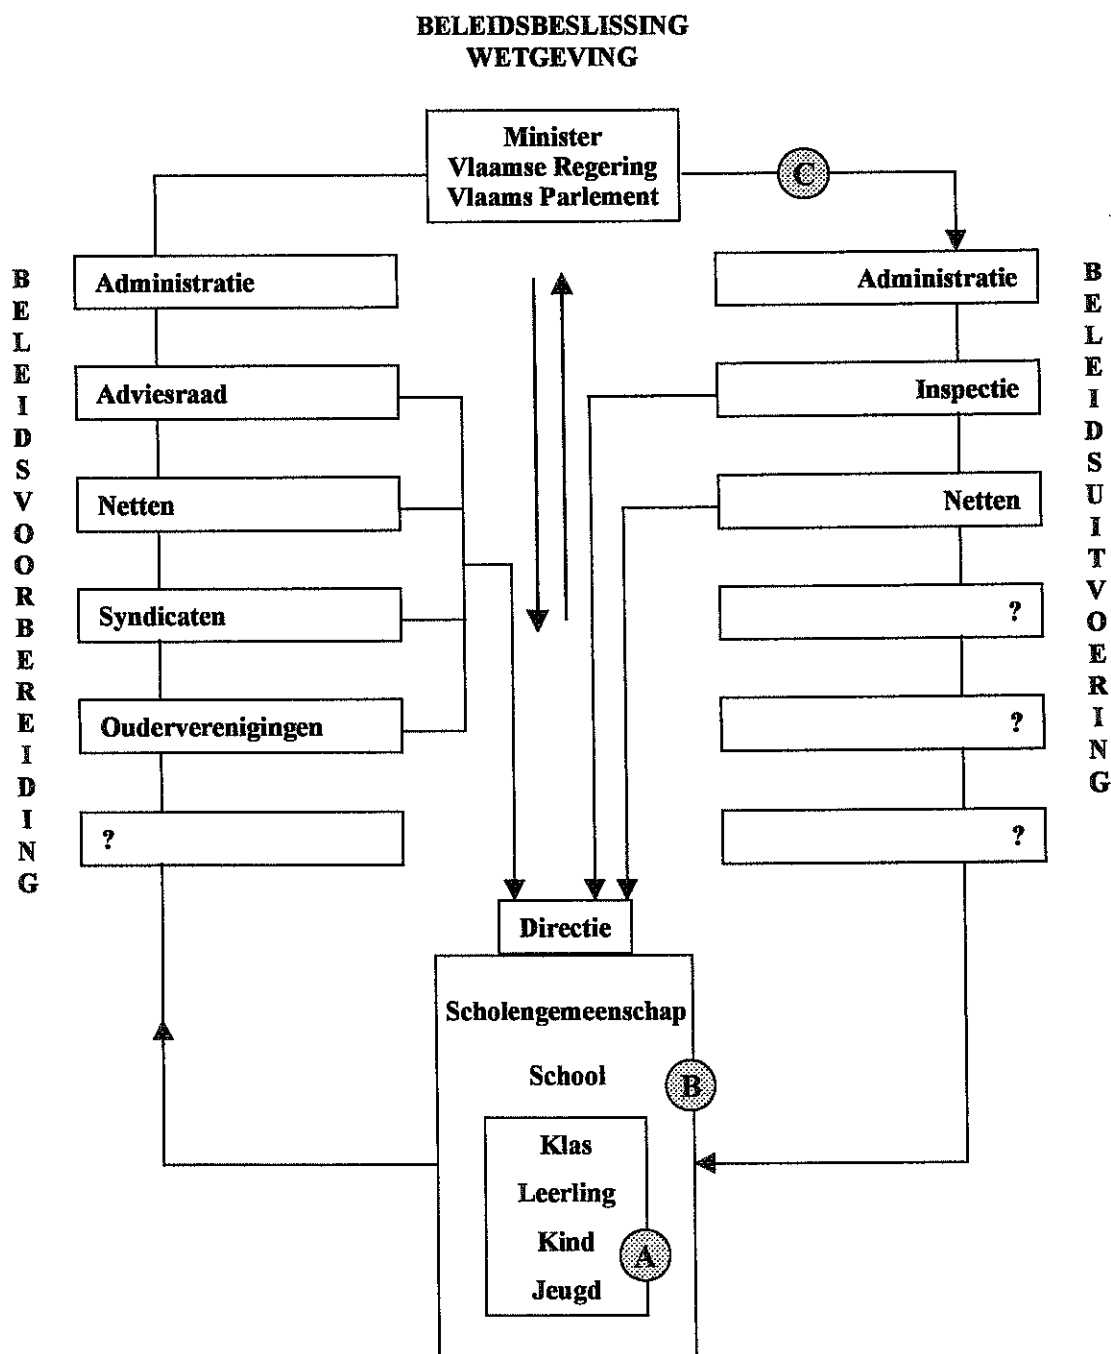 BELEIDSBESLISSING
WETGEVING
Minister
Vlaamse Regering
Vlaams Parlement
C
BELEIDSVOORBEREIDING
Administratie
Adviesraad
Netten
Syndicaten
Ouderverenigingen
?
Administratie
Inspectie
Netten
?
?
?
BELEIDSUITVOERING
Directie
Scholengemeenschap
School
B
Klas
Leerling
Kind
A
Jeugd